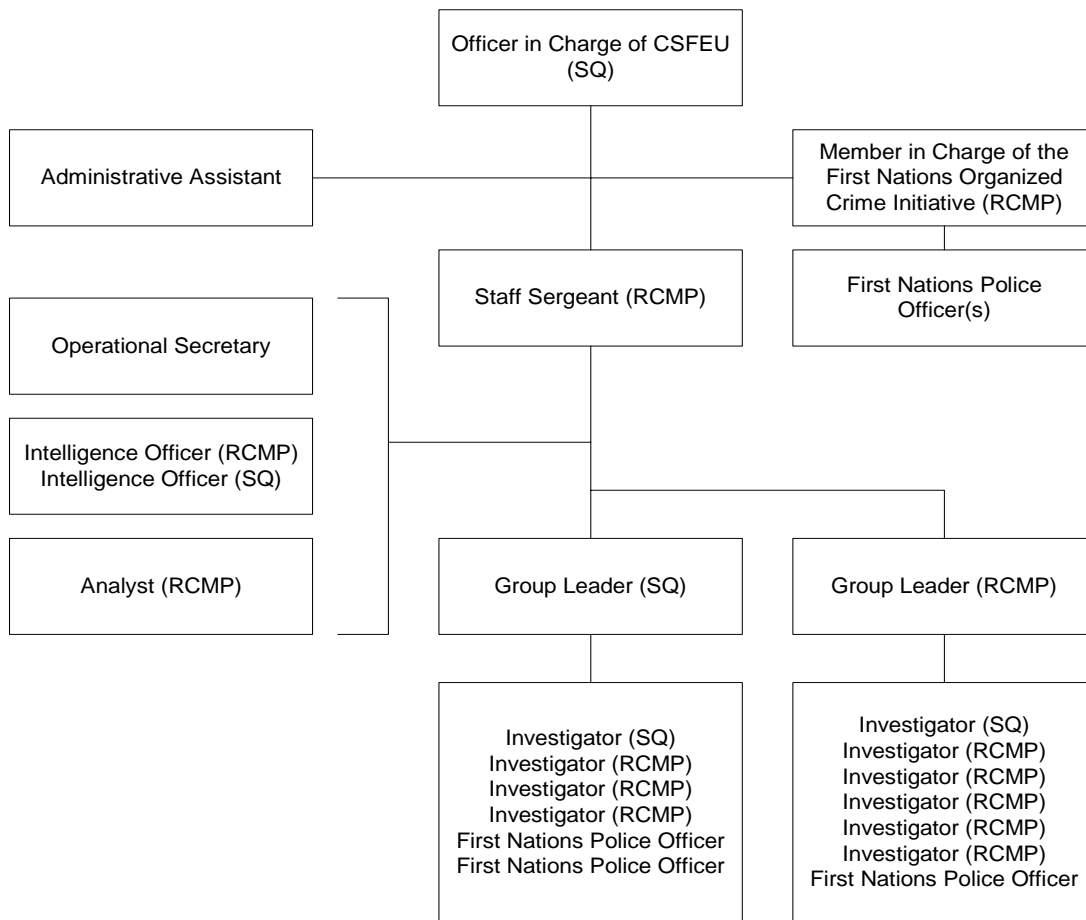 Officer in Charge of CSFEU
(SQ)
Administrative Assistant
Member in Charge of the
First Nations Organized
Crime Initiative (RCMP)
Staff Sergeant (RCMP)
First Nations Police
Officer(s)
Operational Secretary
Intelligence Officer (RCMP)
Intelligence Officer (SQ)
Analyst (RCMP)
Group Leader (SQ)
Group Leader (RCMP)
Investigator (SQ)
Investigator (RCMP)
Investigator (RCMP)
Investigator (RCMP)
First Nations Police Officer
First Nations Police Officer
Investigator (SQ)
Investigator (RCMP)
Investigator (RCMP)
Investigator (RCMP)
Investigator (RCMP)
Investigator (RCMP)
First Nations Police Officer